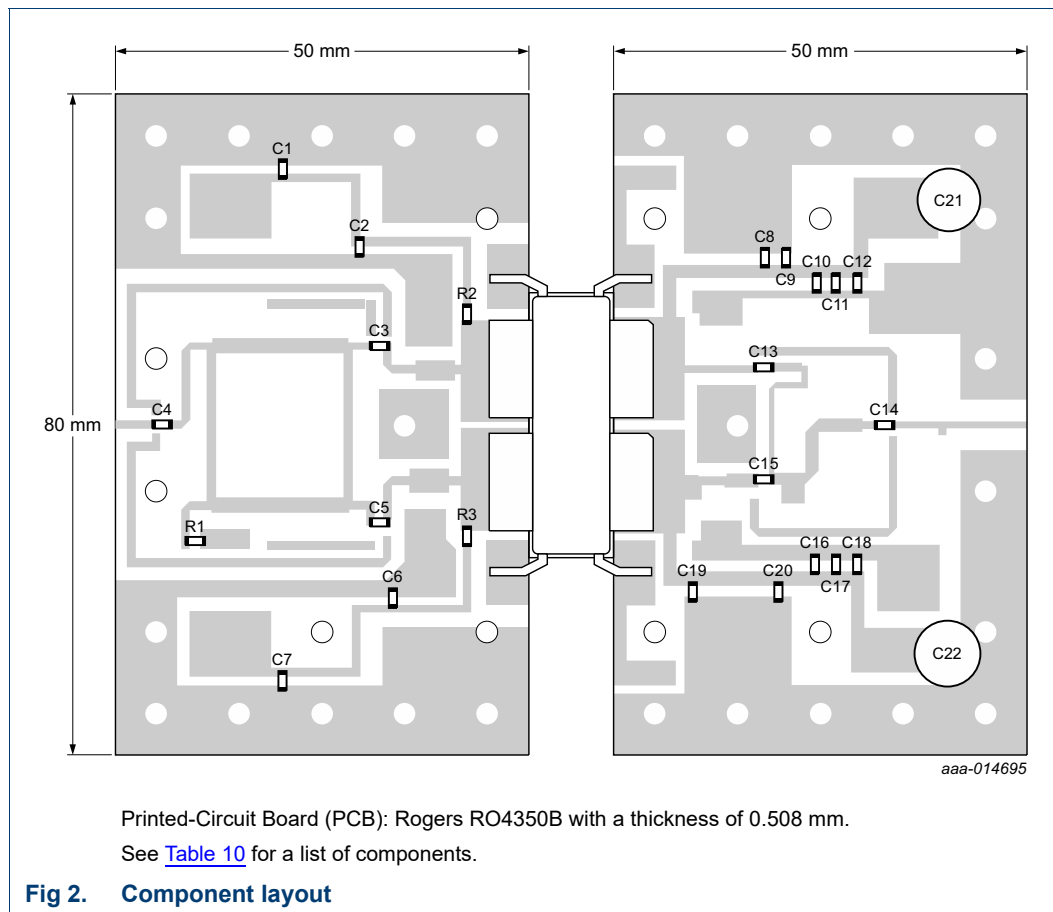 50 mm
50 mm
80 mm
C1
C2
R2
C3
C4
C5
R1
R3
C6
C7
C21
C8
C9
C10
C12
C11
C13
C14
C15
C16
C18
C17
C19
C20
C22
aaa-014695
Printed-Circuit Board (PCB): Rogers RO4350B with a thickness of 0.508 mm.
See Table 10 for a list of components.
Fig 2. Component layout